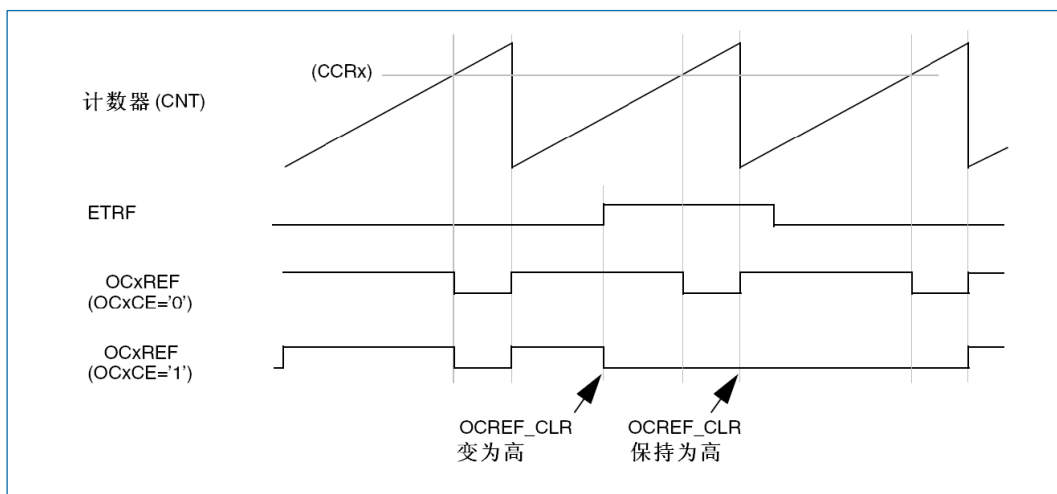 (CCRx)
计数器 (CNT)
ETRF
OCxREF
(OCxCE='0')
OCxREF
(OCxCE='1')
OCREF_CLR
变为高
OCREF_CLR
保持为高